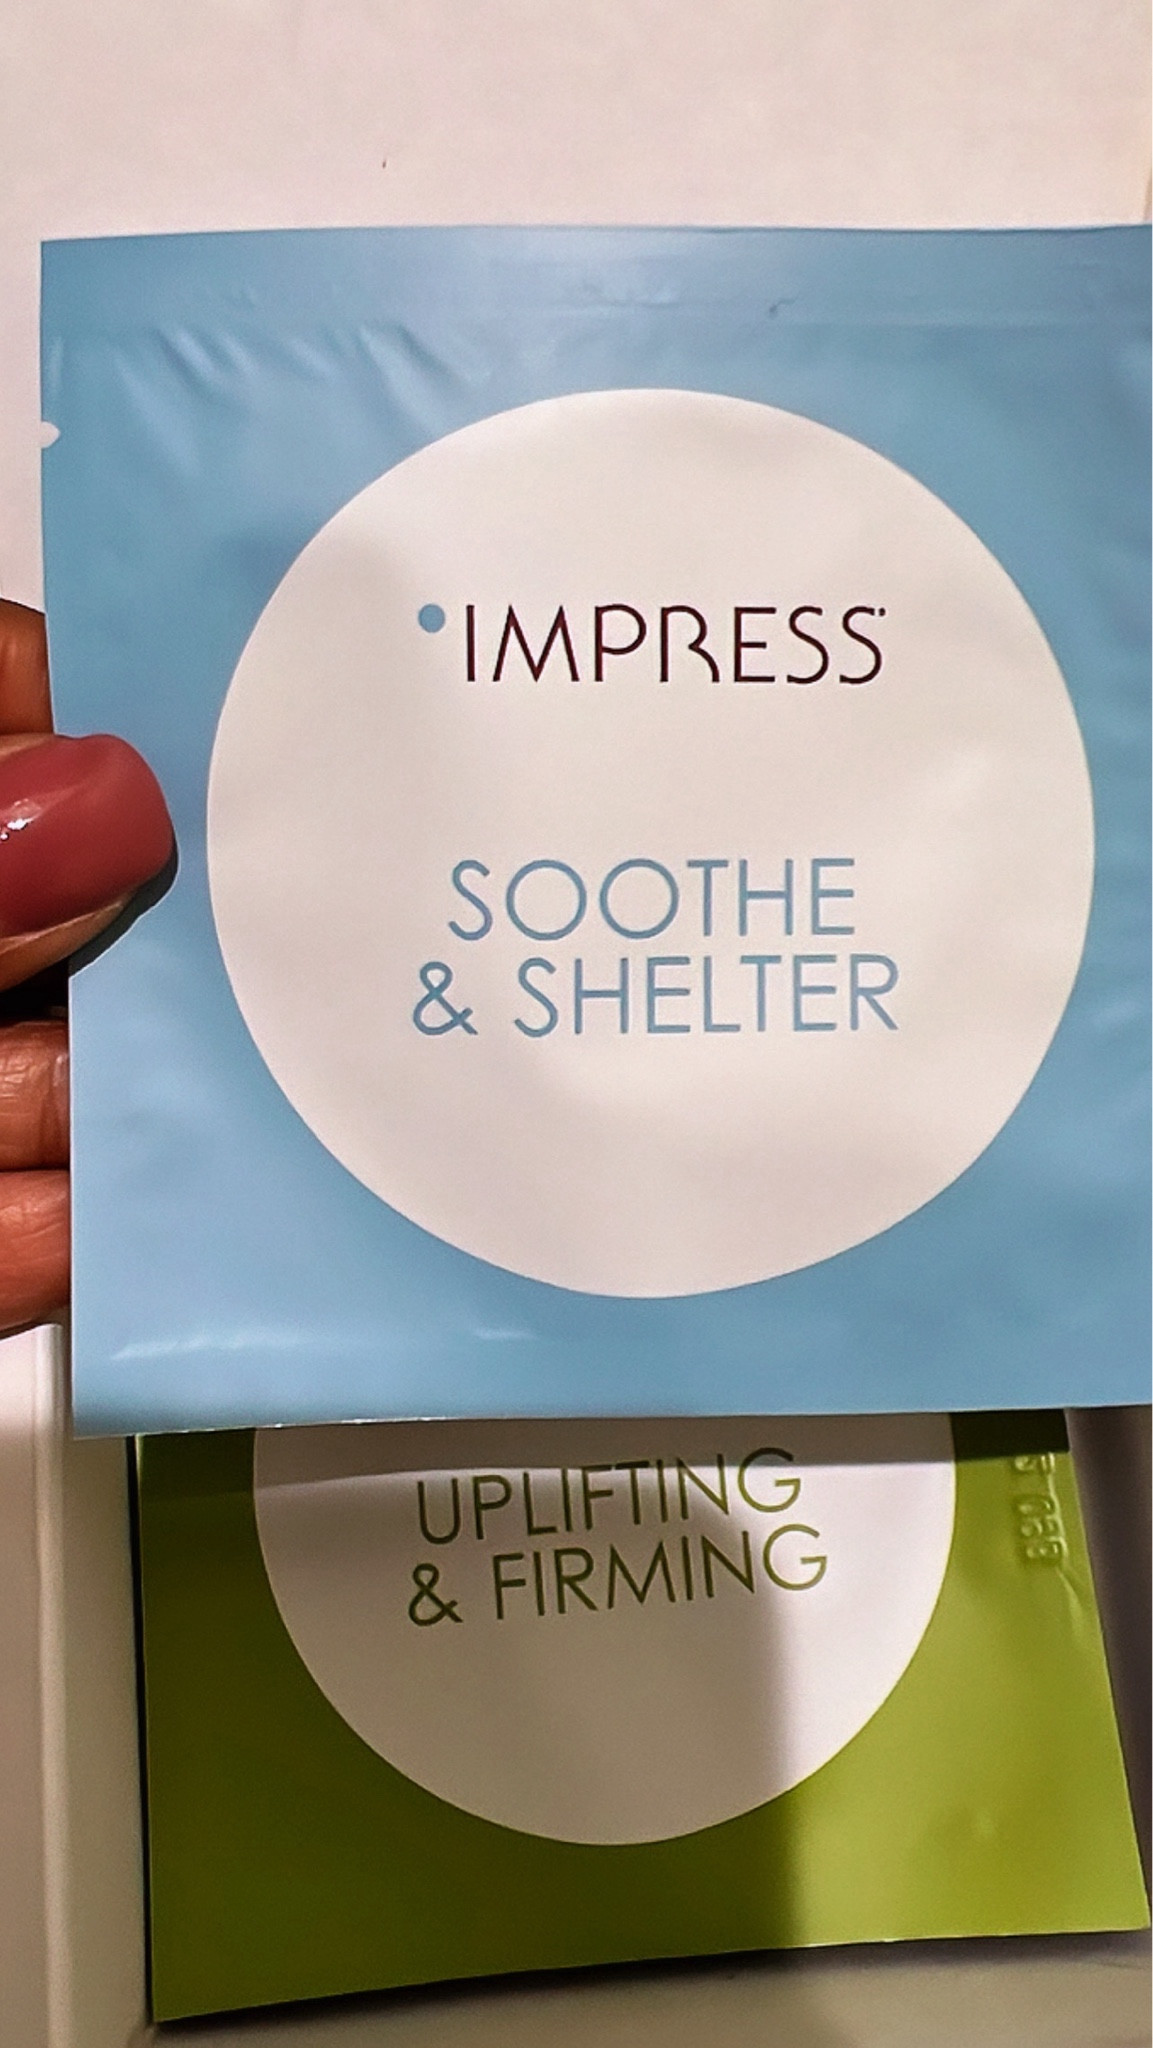 IMPRESS
SOOTHE
& SHELTER
UPLIFTING
& FIRMING